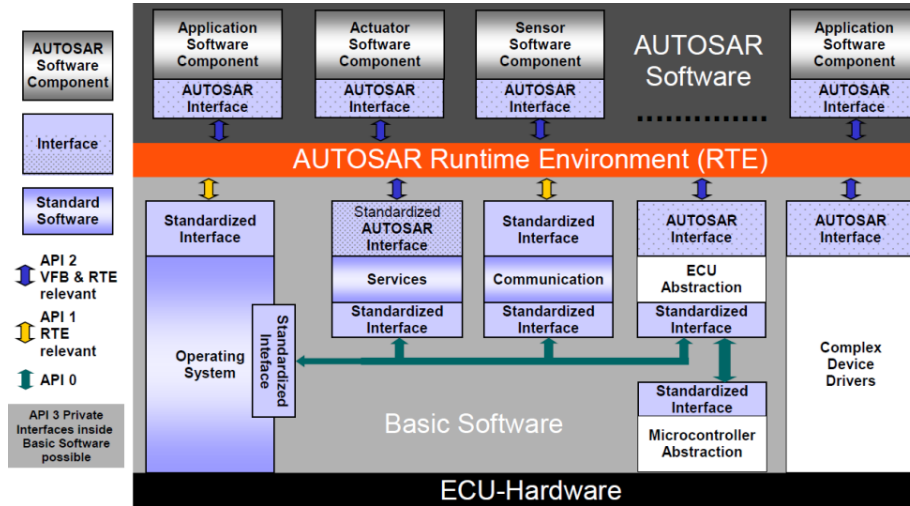 AUTOSAR
Software
Component
Interface
Standard
Software
API 2
VFB & RTE
relevant
API 1
RTE
relevant
API 0
API 3 Private
Interfaces inside
Basic Software
possible
Application
Software
Component
AUTOSAR
Interface
Actuator
Software
Component
AUTOSAR
Interface
Sensor
Software
Component
AUTOSAR
Interface
AUTOSAR
Software
Application
Software
Component
AUTOSAR
Interface
AUTOSAR Runtime Environment (RTE)
Standardized
Interface
Operating
System
Standardized
Inteface
Standardized
AUTOSAR
Interface
Services
Standardized
Interface
Standardized
Interface
Communication
Standardized
Interface
AUTOSAR
Interface
ECU
Abstraction
Standardized
Interface
Standardized
Interface
Microcontroller
Abstraction
AUTOSAR
Interface
Complex
Device
Drivers
Basic Software
ECU-Hardware